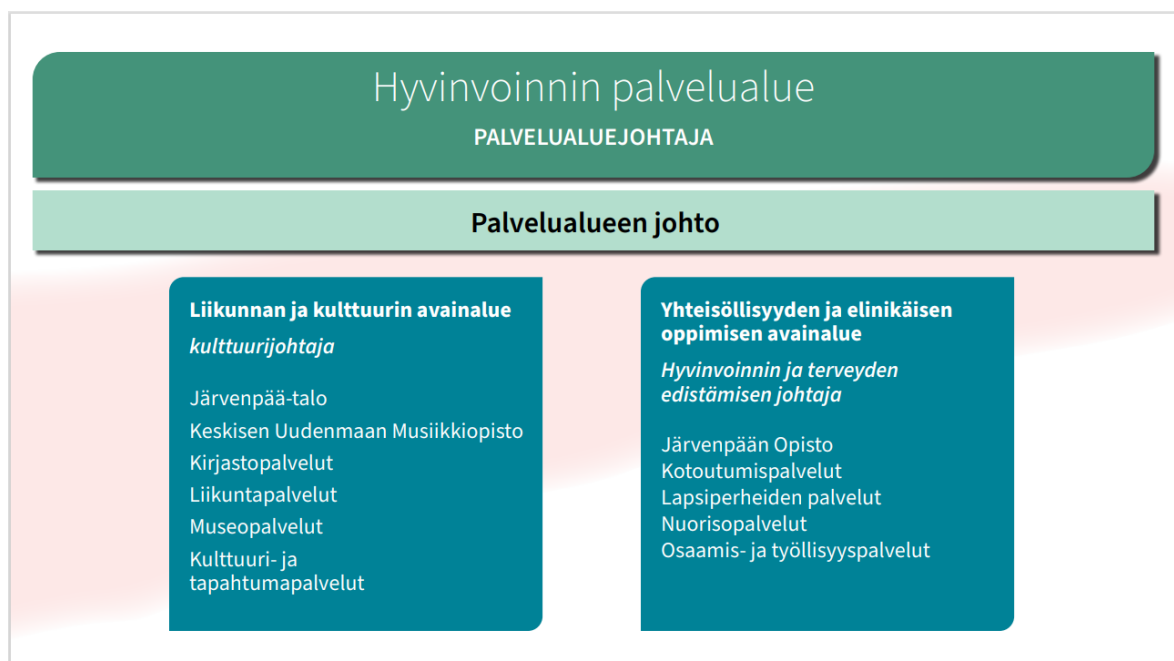 Hyvinvoinnin palvelualue
PALVELUALUEJOHTAJA
Palvelualueen johto
Liikunnan ja kulttuurin avainalue
kulttuurijohtaja
Järvenpää-talo
Keskisen Uudenmaan Musiikkiopisto
Kirjastopalvelut
Liikuntapalvelut
Museopalvelut
Kulttuuri- ja
tapahtumapalvelut
Yhteisöllisyyden ja elinikäisen
oppimisen avainalue
Hyvinvoinnin ja terveyden
edistämisen johtaja
Järvenpään Opisto
Kotoutumispalvelut
Lapsiperheiden palvelut
Nuorisopalvelut
Osaamis- ja työllisyyspalvelut